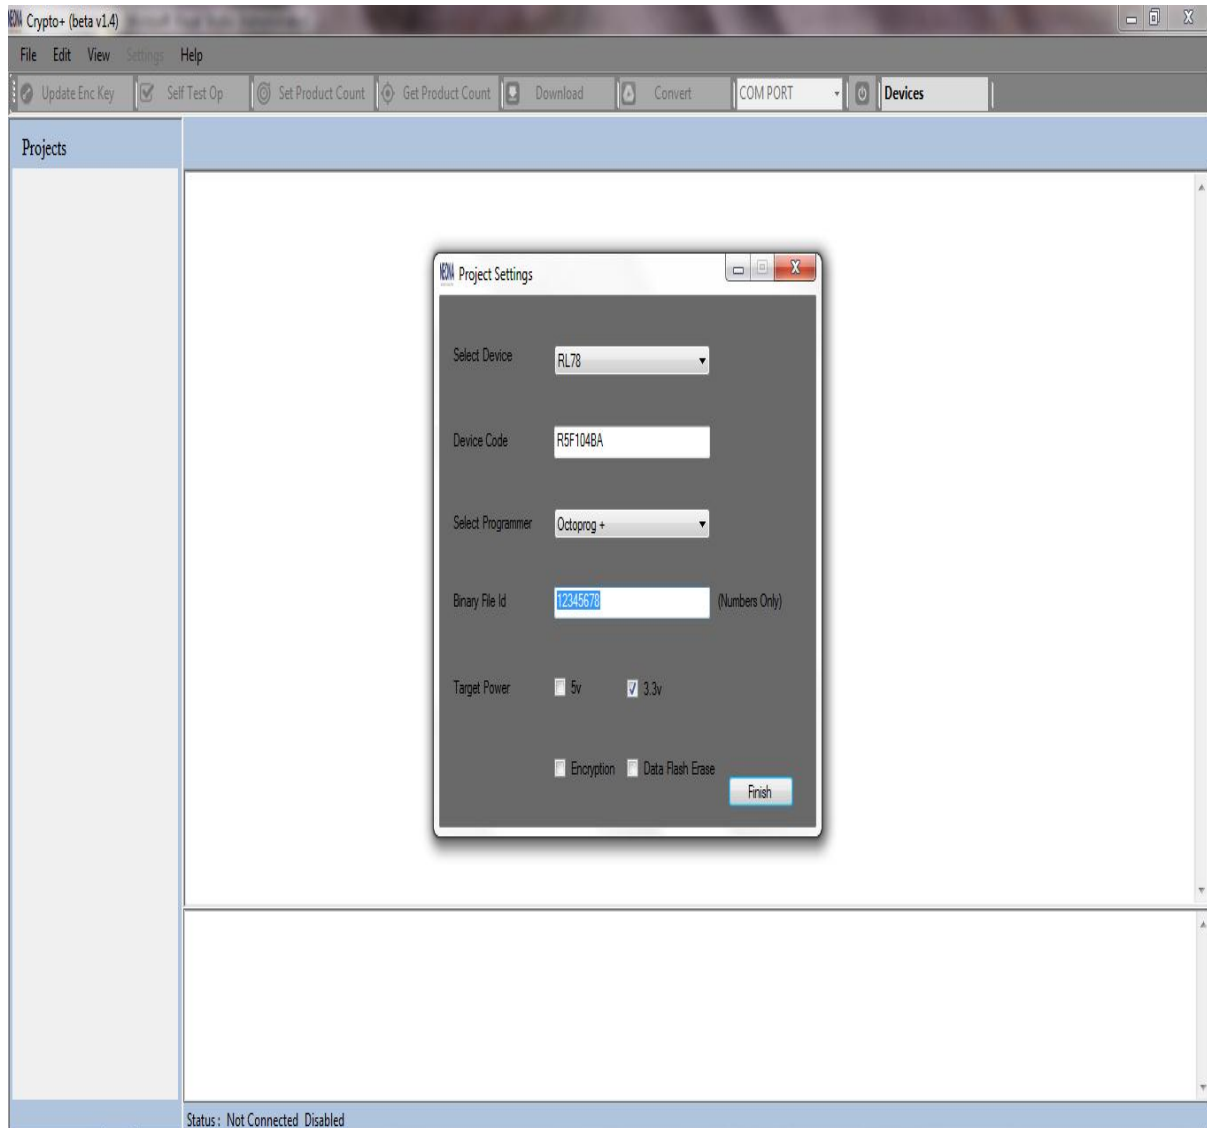 Crypto+ (beta v1.4)
File Edit View Settings Help
Update Enc Key Self Test Op Set Product Count Get Product Count Download Convert COM PORT Devices
Projects
Project Settings
Select Device RL78
Device Code R5F104BA
Select Programmer Octoprog +
Binary File Id 12345678 (Numbers Only)
Target Power 5v 3.3v
Encryption Data Flash Erase
Finish
Status : Not Connected Disabled